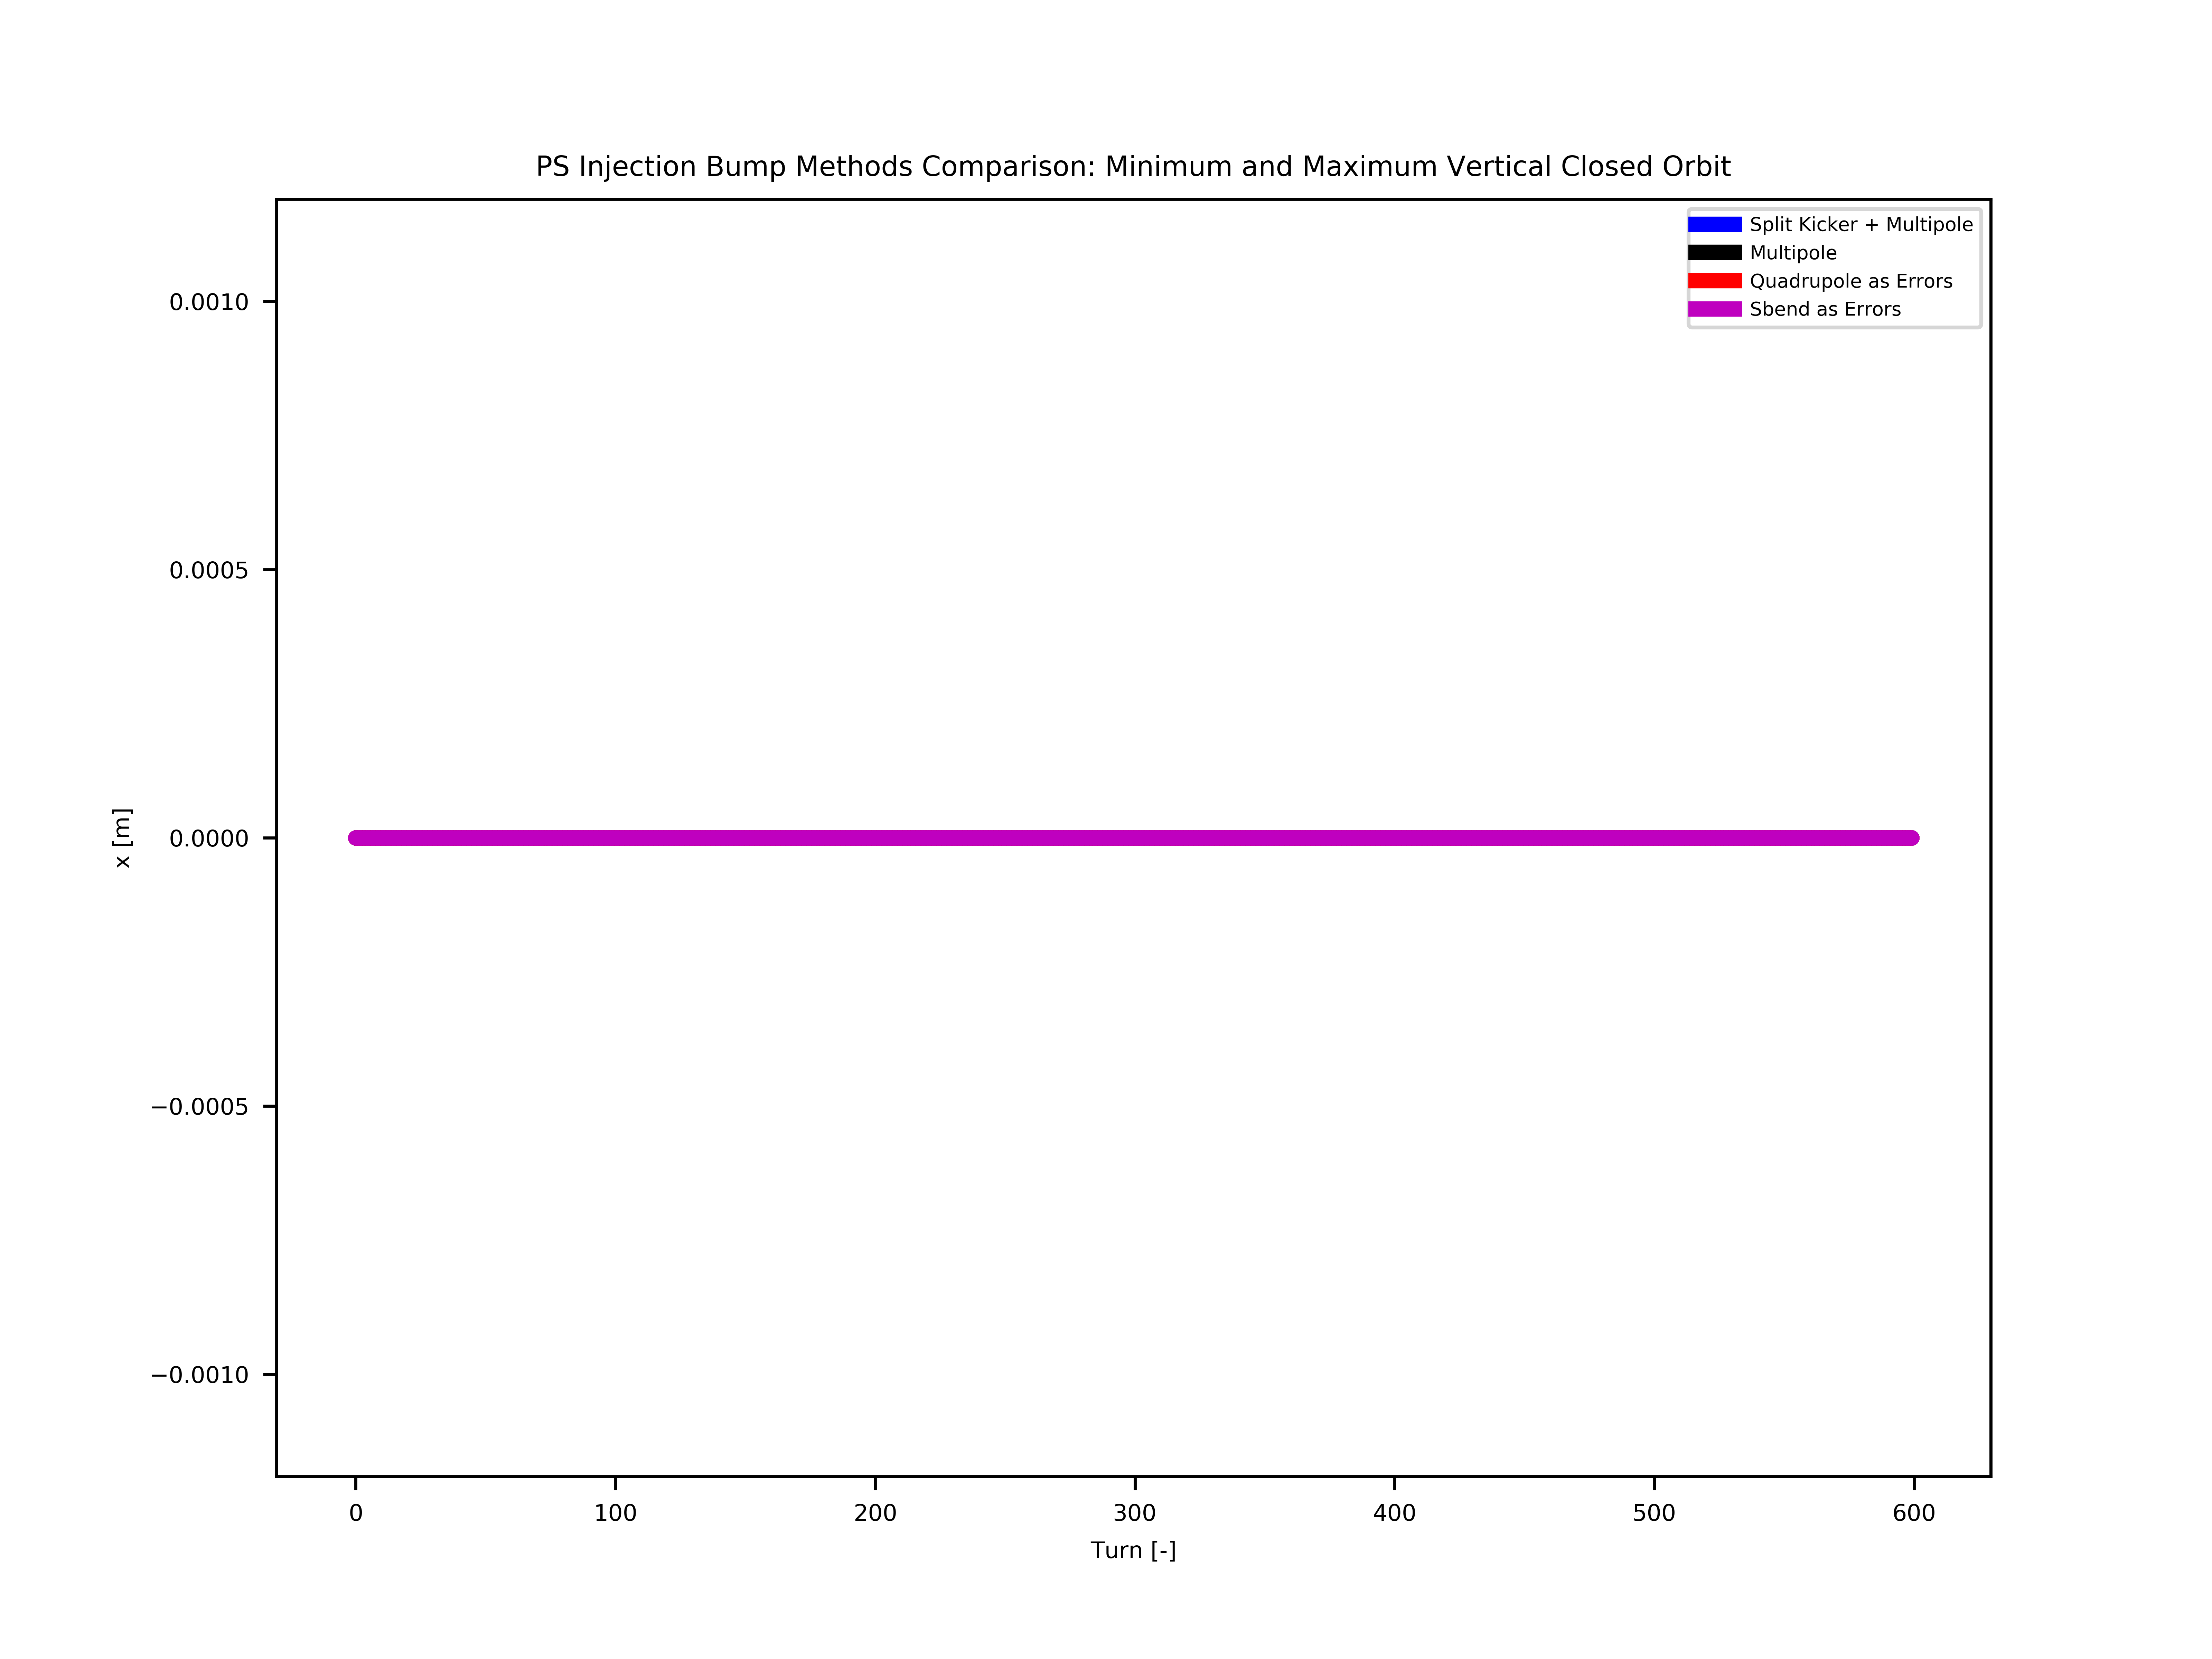 PS Injection Bump Methods Comparison: Minimum and Maximum Vertical Closed Orbit
Split Kicker + Multipole
Multipole
Quadrupole as Errors
Sbend as Errors
0.0010
0.0005
0.0000
−0.0005
−0.0010
x [m]
0 100 200 300 400 500 600
Turn [-]